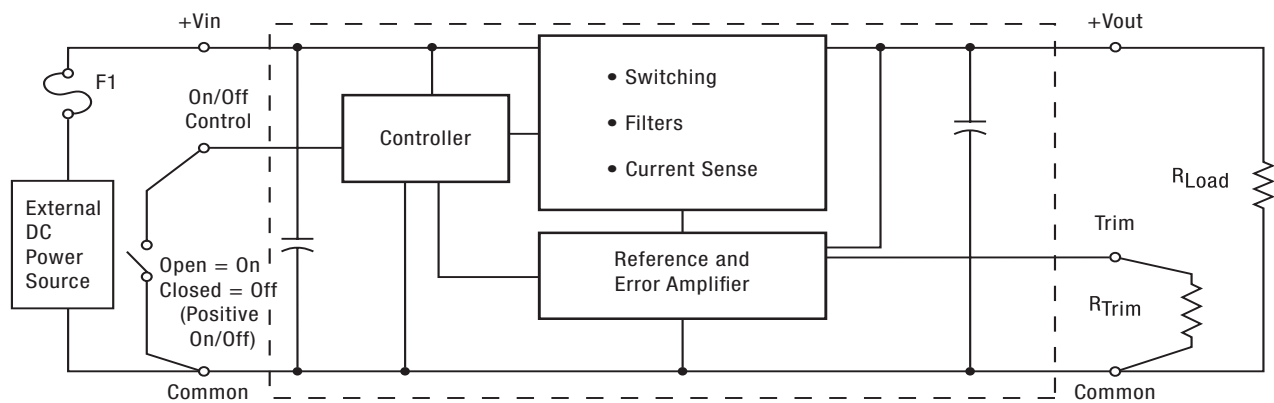 +Vin
+Vout
F1
On/Off
Control
Controller
• Switching
• Filters
• Current Sense
RLoad
External
DC
Power
Source
Open = On
Closed = Off
(Positive
On/Off)
Reference and
Error Amplifier
Trim
RTrim
Common
Common